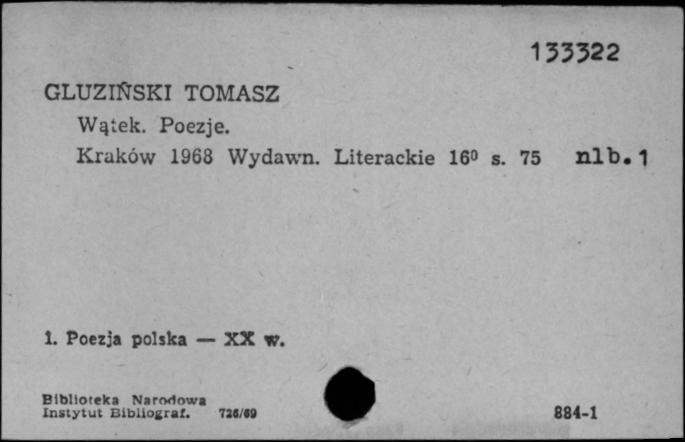 133322
GLUZIŃSKI TOMASZ
Wątek. Poezje.
Kraków 1968 Wydawn. Literackie 16⁰ s. 75 nlb. 1
1. Poezja polska — XX w.
Biblioteka Narodowa
Instytut Bibliograf. 726/69
884-1